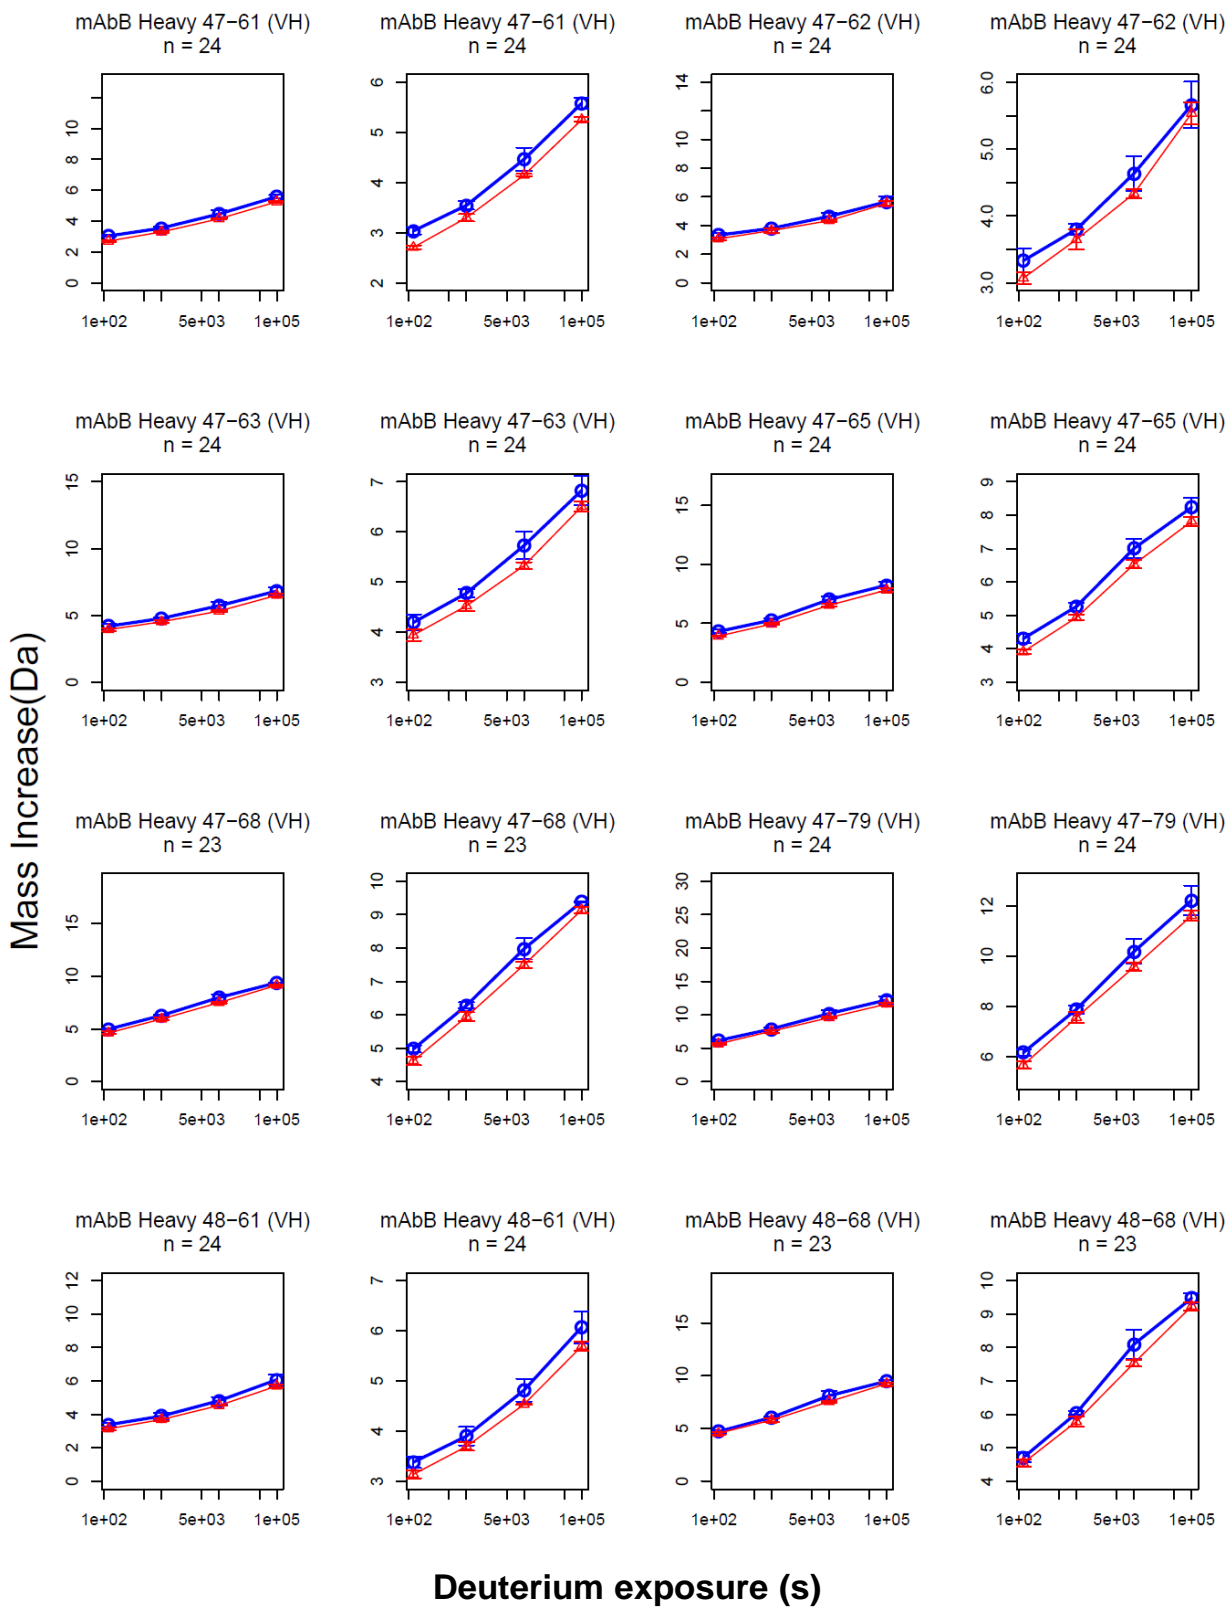 mAbB Heavy 47−61 (VH)
n = 24
0 2 4 6 8 10
1e+02 5e+03 1e+05
mAbB Heavy 47−61 (VH)
n = 24
2 3 4 5 6
1e+02 5e+03 1e+05
mAbB Heavy 47−62 (VH)
n = 24
0 2 4 6 8 10 14
1e+02 5e+03 1e+05
mAbB Heavy 47−62 (VH)
n = 24
3.0 4.0 5.0 6.0
1e+02 5e+03 1e+05
mAbB Heavy 47−63 (VH)
n = 24
0 5 10 15
1e+02 5e+03 1e+05
mAbB Heavy 47−63 (VH)
n = 24
3 4 5 6 7
1e+02 5e+03 1e+05
mAbB Heavy 47−65 (VH)
n = 24
0 5 10 15
1e+02 5e+03 1e+05
mAbB Heavy 47−65 (VH)
n = 24
3 4 5 6 7 8 9
1e+02 5e+03 1e+05
Mass Increase(Da)
mAbB Heavy 47−68 (VH)
n = 23
0 5 10 15
1e+02 5e+03 1e+05
mAbB Heavy 47−68 (VH)
n = 23
4 5 6 7 8 9 10
1e+02 5e+03 1e+05
mAbB Heavy 47−79 (VH)
n = 24
0 5 10 15 20 25 30
1e+02 5e+03 1e+05
mAbB Heavy 47−79 (VH)
n = 24
6 8 10 12
1e+02 5e+03 1e+05
mAbB Heavy 48−61 (VH)
n = 24
0 2 4 6 8 10 12
1e+02 5e+03 1e+05
mAbB Heavy 48−61 (VH)
n = 24
3 4 5 6 7
1e+02 5e+03 1e+05
mAbB Heavy 48−68 (VH)
n = 23
0 5 10 15
1e+02 5e+03 1e+05
mAbB Heavy 48−68 (VH)
n = 23
4 5 6 7 8 9 10
1e+02 5e+03 1e+05
Deuterium exposure (s)